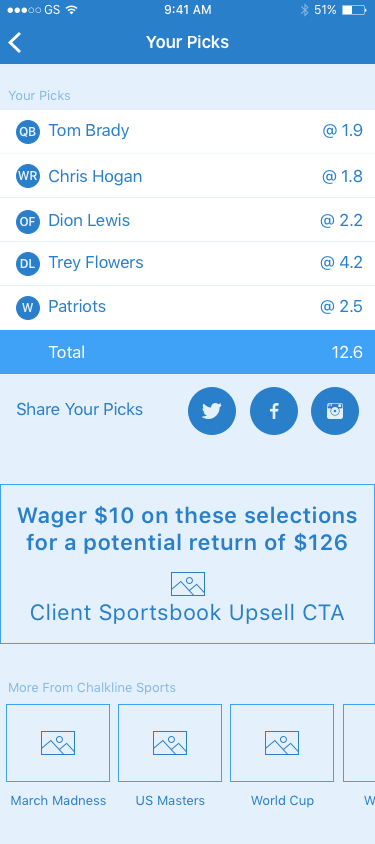 GS 9:41 AM 51%
Your Picks
Your Picks
QB Tom Brady @ 1.9
WR Chris Hogan @ 1.8
OF Dion Lewis @ 2.2
DL Trey Flowers @ 4.2
W Patriots @ 2.5
Total 12.6
Share Your Picks
Wager $10 on these selections
for a potential return of $126
Client Sportsbook Upsell CTA
More From Chalkline Sports
March Madness US Masters World Cup W